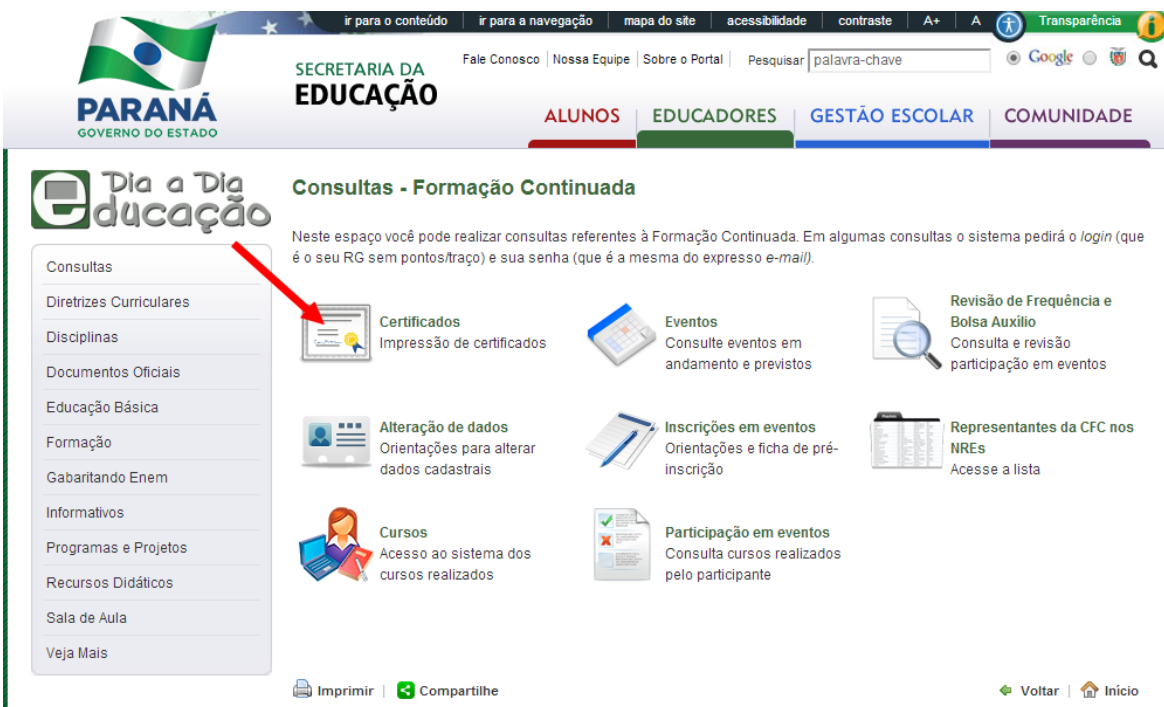 ir para o conteúdo ir para a navegação mapa do site acessibilidade contraste A+ A Transparência
Fale Conosco Nossa Equipe Sobre o Portal Pesquisar palavra-chave Google
SECRETARIA DA
EDUCAÇÃO
PARANÁ
GOVERNO DO ESTADO
ALUNOS EDUCADORES GESTÃO ESCOLAR COMUNIDADE
Dia a Dia
educação
Consultas
Diretrizes Curriculares
Disciplinas
Documentos Oficiais
Educação Básica
Formação
Gabaritando Enem
Informativos
Programas e Projetos
Recursos Didáticos
Sala de Aula
Veja Mais
Consultas - Formação Continuada
Neste espaço você pode realizar consultas referentes à Formação Continuada. Em algumas consultas o sistema pedirá o login (que
é o seu RG sem pontos/traço) e sua senha (que é a mesma do expresso e-mail).
Certificados
Impressão de certificados
Eventos
Consulte eventos em
andamento e previstos
Revisão de Frequência e
Bolsa Auxílio
Consulta e revisão
participação em eventos
Alteração de dados
Orientações para alterar
dados cadastrais
Inscrições em eventos
Orientações e ficha de pré-
inscrição
Representantes da CFC nos
NREs
Acesse a lista
Cursos
Acesso ao sistema dos
cursos realizados
Participação em eventos
Consulta cursos realizados
pelo participante
Imprimir Compartilhe Voltar Início